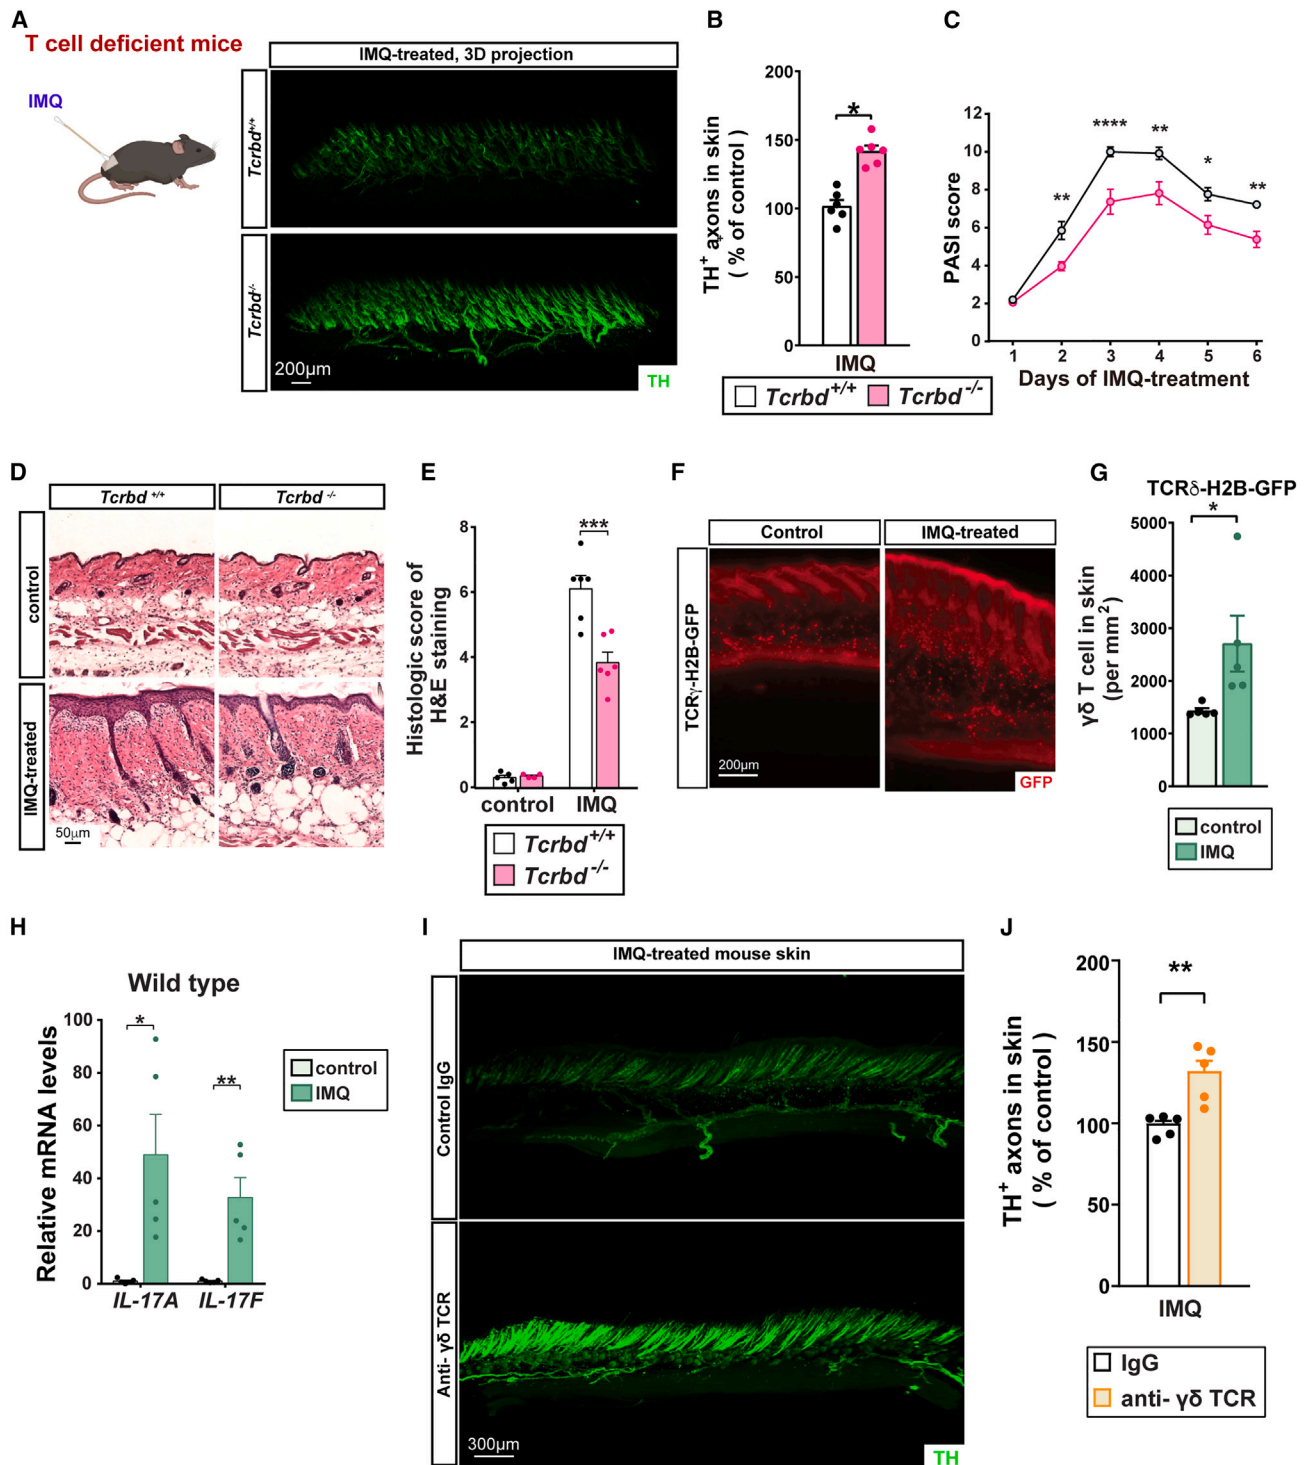 A
T cell deficient mice
IMQ
IMQ-treated, 3D projection
Tcrbd+/+
Tcrbd-/-
200μm
TH
B
TH+ axons in skin
( % of control )
200
150
100
50
0
*
IMQ
Tcrbd+/+ Tcrbd-/-
C
PASI score
12
10
8
6
4
2
0
** **** ** * **
1 2 3 4 5 6
Days of IMQ-treatment
D
Tcrbd +/+ Tcrbd -/-
control
IMQ-treated
50μm
E
Histologic score of
H&E staining
8
6
4
2
0
***
control IMQ
Tcrbd+/+
Tcrbd-/-
F
Control IMQ-treated
TCRγ-H2B-GFP
200μm
GFP
G
TCRδ-H2B-GFP
γδ T cell in skin
(per mm2)
5000
4000
3000
2000
1000
0
*
control
IMQ
H
Wild type
Relative mRNA levels
100
80
60
40
20
0
* **
IL-17A IL-17F
control
IMQ
I
IMQ-treated mouse skin
Control IgG
Anti- γδ TCR
300μm
TH
J
TH+ axons in skin
( % of control )
200
150
100
50
0
**
IMQ
IgG
anti- γδ TCR